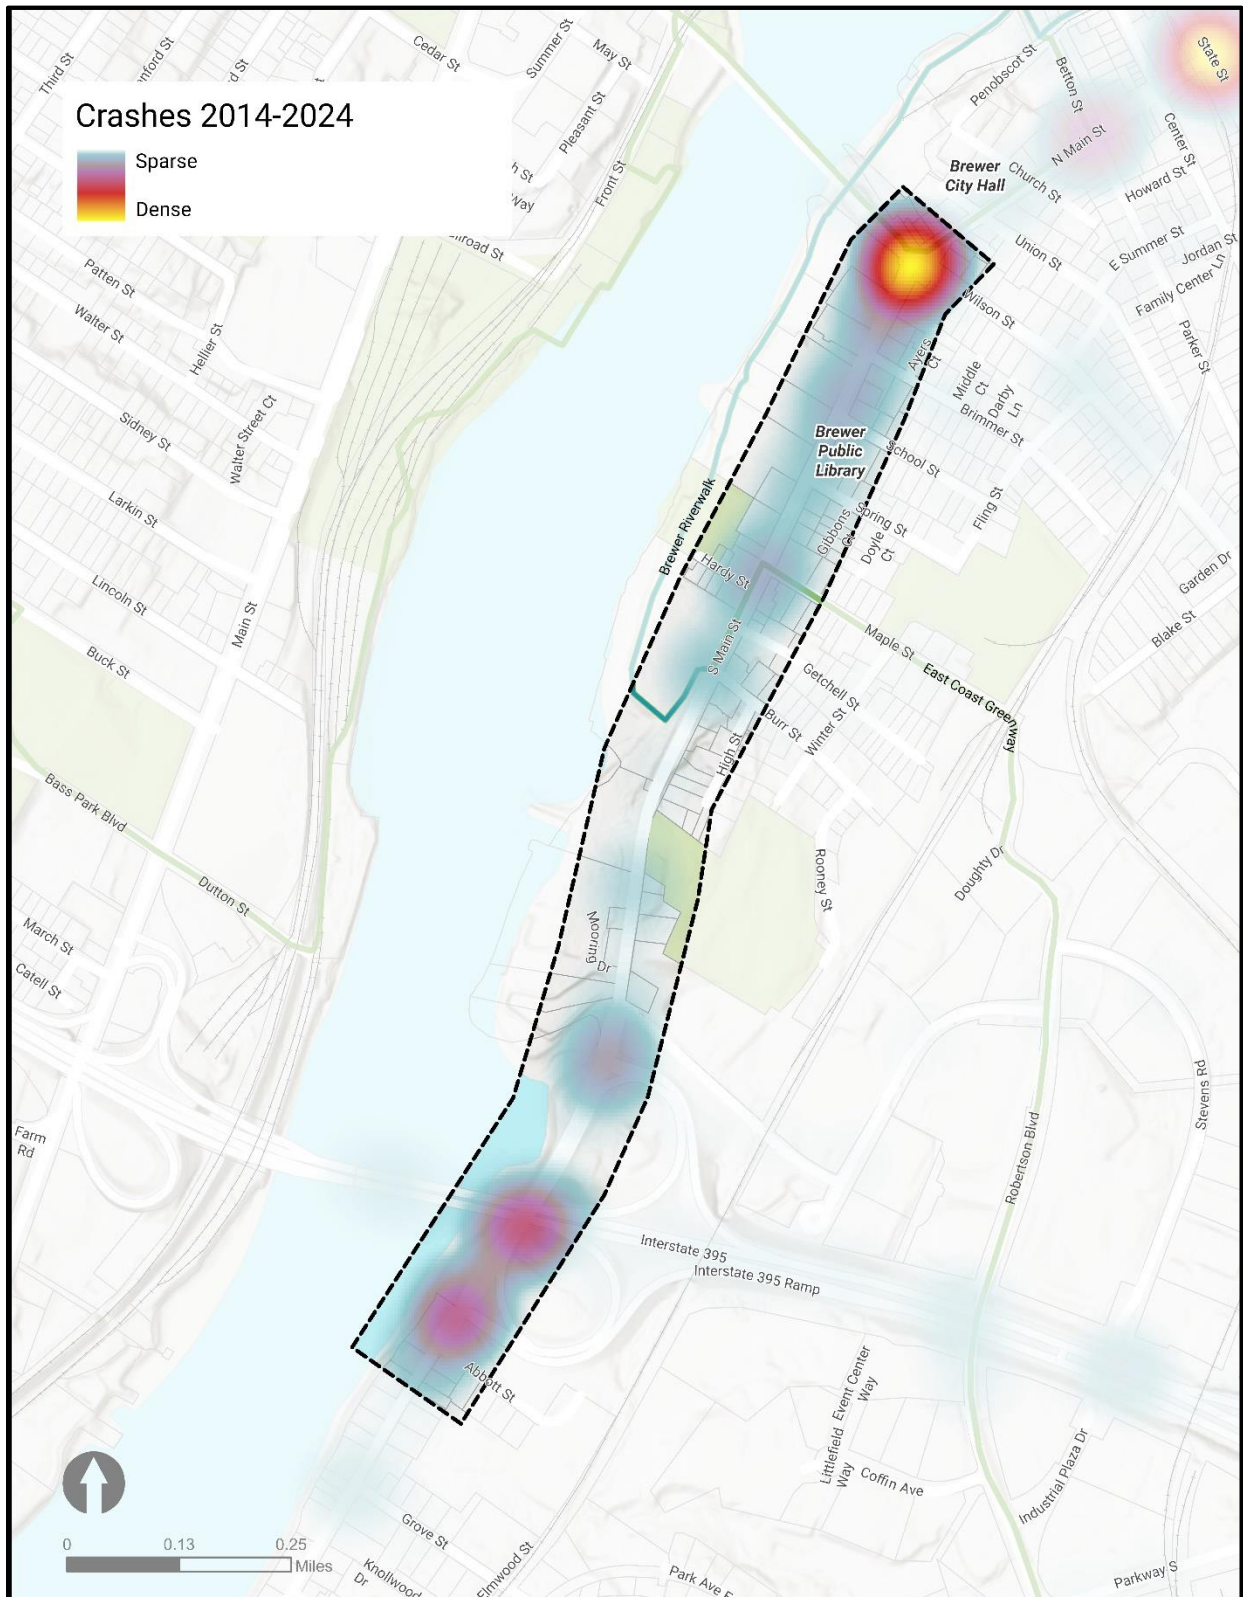 Crashes 2014-2024
Sparse
Dense
Third St
Cedar St
Summer St
May St
Pleasant St
Front St
Penobscot St
Betton St
State St
N Main St
Center St
Howard St
Brewer
City Hall
Church St
Union St
E Summer St
Jordan St
Family Center Ln
Parker St
Wilson St
Patten St
Walter St
Hellier St
Ayers
Ct
Middle
Ct
Darby
Ln
Brimmer St
Sidney St
Walter Street Ct
Brewer
Public
Library
School St
Larkin St
Spring St
Fling St
Gibbons
Ct
Doyle
Ct
Brewer Riverwalk
Hardy St
Garden Dr
Blake St
Lincoln St
Main St
S Main St
Maple St
East Coast Greenway
Buck St
Getchell St
Winter St
Burr St
High St
Bass Park Blvd
Dutton St
Rooney St
Doughty Dr
March St
Catell St
Mooring
Dr
Farm
Rd
Stevens Rd
Robertson Blvd
Interstate 395
Interstate 395 Ramp
Abbott St
Littlefield
Way
Event Center
Way
Coffin Ave
Industrial Plaza Dr
Grove St
Knollwood
Dr
Elmwood St
Parkway S
0
0.13
0.25
Miles